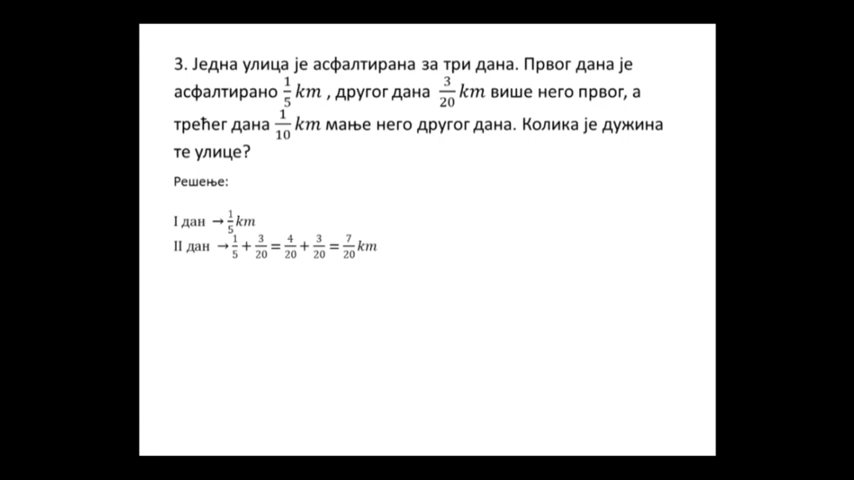 3. Једна улица је асфалтирана за три дана. Првог дана је
асфалтирано 1/5 km , другог дана 3/20 km више него првог, а
трећег дана 1/10 km мање него другог дана. Колика је дужина
те улице?
Решење:
I дан → 1/5 km
II дан → 1/5 + 3/20 = 4/20 + 3/20 = 7/20 km